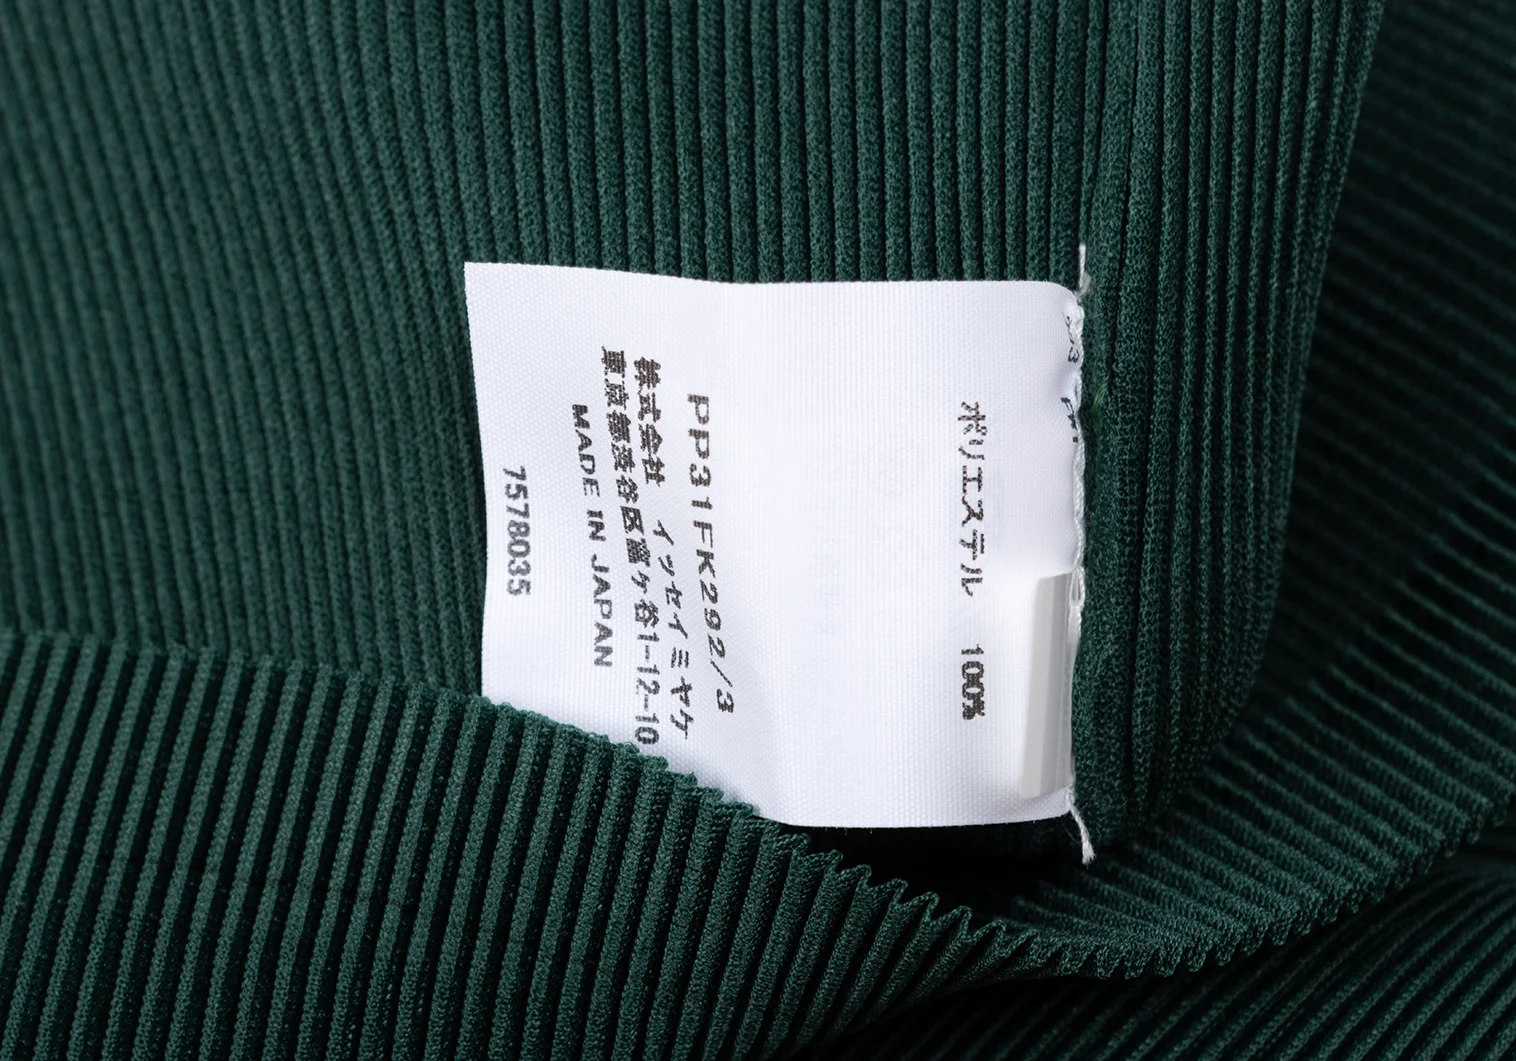 ポリエステル 100%
PP31FK292/3
株式会社 イッセイミヤケ
東京都渋谷区富ヶ谷1-12-10
MADE IN JAPAN
7578035